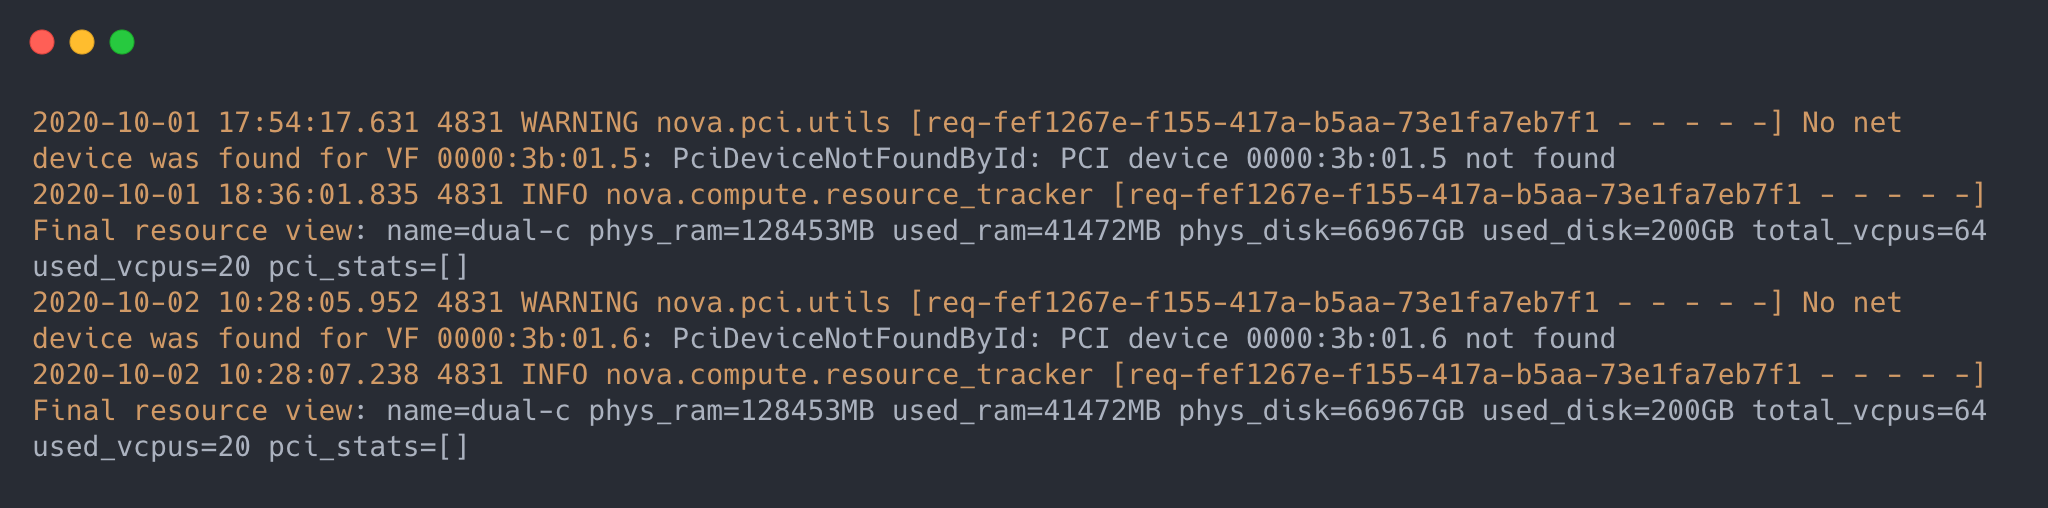 2020-10-01 17:54:17.631 4831 WARNING nova.pci.utils [req-fef1267e-f155-417a-b5aa-73e1fa7eb7f1 - - - - -] No net
device was found for VF 0000:3b:01.5: PciDeviceNotFoundById: PCI device 0000:3b:01.5 not found
2020-10-01 18:36:01.835 4831 INFO nova.compute.resource_tracker [req-fef1267e-f155-417a-b5aa-73e1fa7eb7f1 - - - - -]
Final resource view: name=dual-c phys_ram=128453MB used_ram=41472MB phys_disk=66967GB used_disk=200GB total_vcpus=64
used_vcpus=20 pci_stats=[]
2020-10-02 10:28:05.952 4831 WARNING nova.pci.utils [req-fef1267e-f155-417a-b5aa-73e1fa7eb7f1 - - - - -] No net
device was found for VF 0000:3b:01.6: PciDeviceNotFoundById: PCI device 0000:3b:01.6 not found
2020-10-02 10:28:07.238 4831 INFO nova.compute.resource_tracker [req-fef1267e-f155-417a-b5aa-73e1fa7eb7f1 - - - - -]
Final resource view: name=dual-c phys_ram=128453MB used_ram=41472MB phys_disk=66967GB used_disk=200GB total_vcpus=64
used_vcpus=20 pci_stats=[]